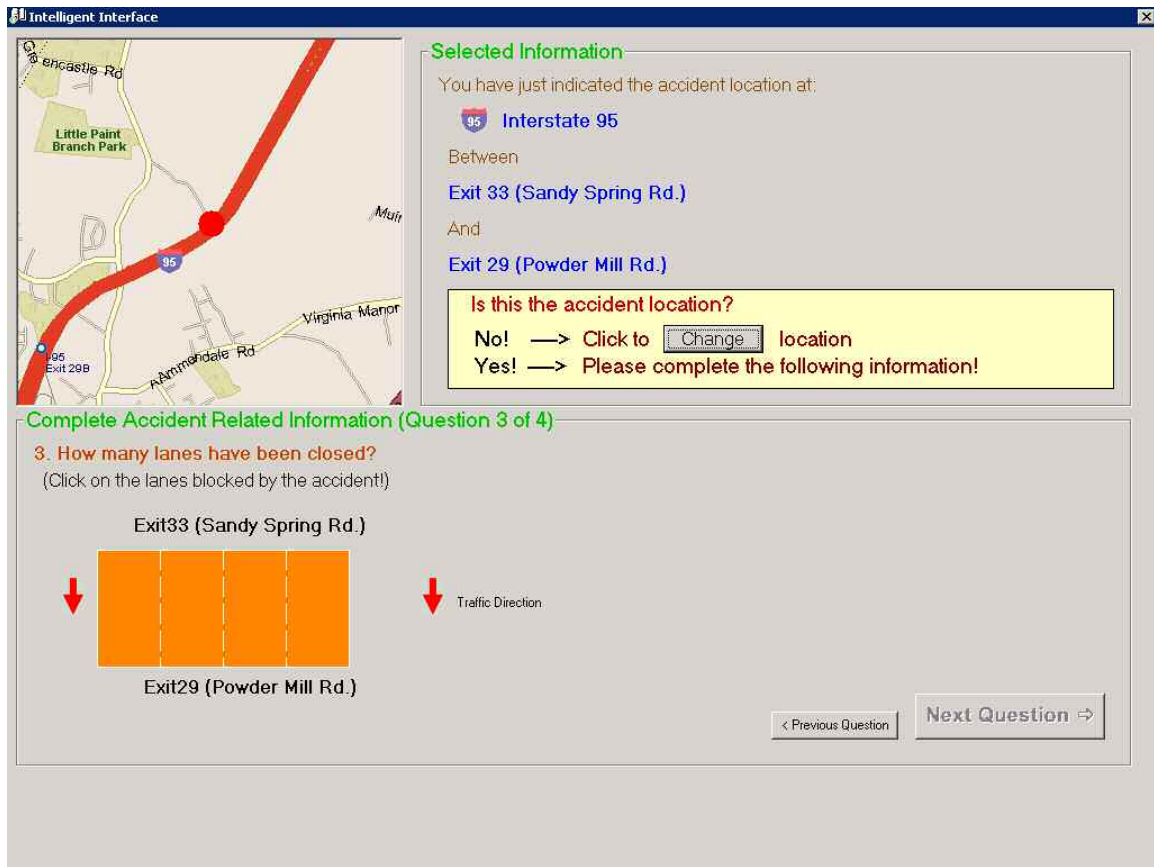 Intelligent Interface
Greencastle Rd
Little Paint
Branch Park
95
Virginia Manor
Ammendale Rd
I-95
Exit 29B
Selected Information
You have just indicated the accident location at:
95 Interstate 95
Between
Exit 33 (Sandy Spring Rd.)
And
Exit 29 (Powder Mill Rd.)
Is this the accident location?
No! —> Click to Change location
Yes! —> Please complete the following information!
Complete Accident Related Information (Question 3 of 4)
3. How many lanes have been closed?
(Click on the lanes blocked by the accident!)
Exit33 (Sandy Spring Rd.)
Traffic Direction
Exit29 (Powder Mill Rd.)
< Previous Question
Next Question ⇨